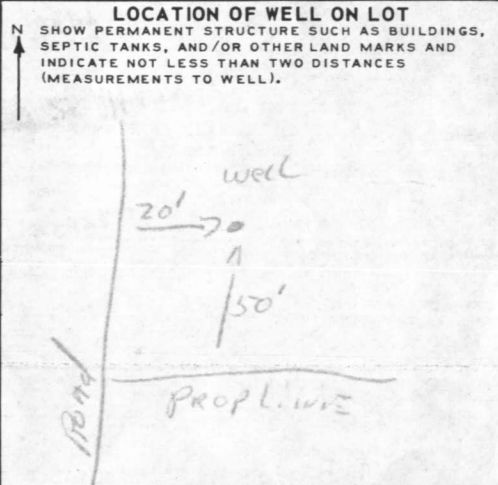 LOCATION OF WELL ON LOT
N
SHOW PERMANENT STRUCTURE SUCH AS BUILDINGS,
SEPTIC TANKS, AND/OR OTHER LAND MARKS AND
INDICATE NOT LESS THAN TWO DISTANCES
(MEASUREMENTS TO WELL).
well
20'
50'
Road
PROP LINE